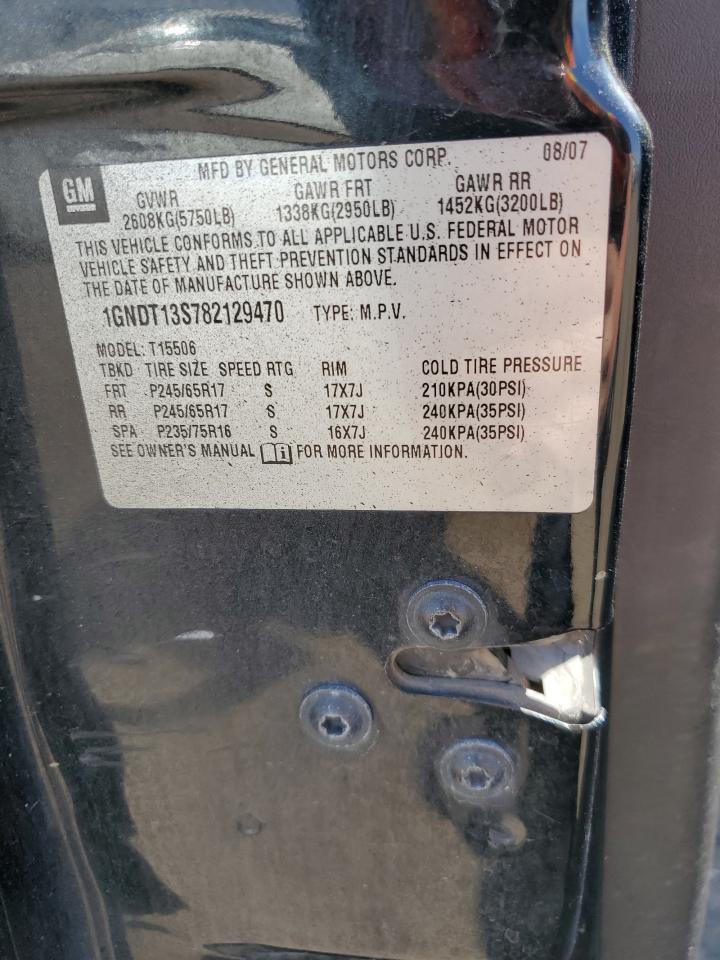 GM
MFD BY GENERAL MOTORS CORP. 08/07
GVWR GAWR FRT GAWR RR
2608KG(5750LB) 1338KG(2950LB) 1452KG(3200LB)
THIS VEHICLE CONFORMS TO ALL APPLICABLE U.S. FEDERAL MOTOR
VEHICLE SAFETY AND THEFT PREVENTION STANDARDS IN EFFECT ON
THE DATE OF MANUFACTURE SHOWN ABOVE.
1GNDT13S782129470 TYPE: M.P.V.
MODEL: T15506
TBKD TIRE SIZE SPEED RTG RIM COLD TIRE PRESSURE
FRT P245/65R17 S 17X7J 210KPA(30PSI)
RR P245/65R17 S 17X7J 240KPA(35PSI)
SPA P235/75R16 S 16X7J 240KPA(35PSI)
SEE OWNER'S MANUAL i FOR MORE INFORMATION.